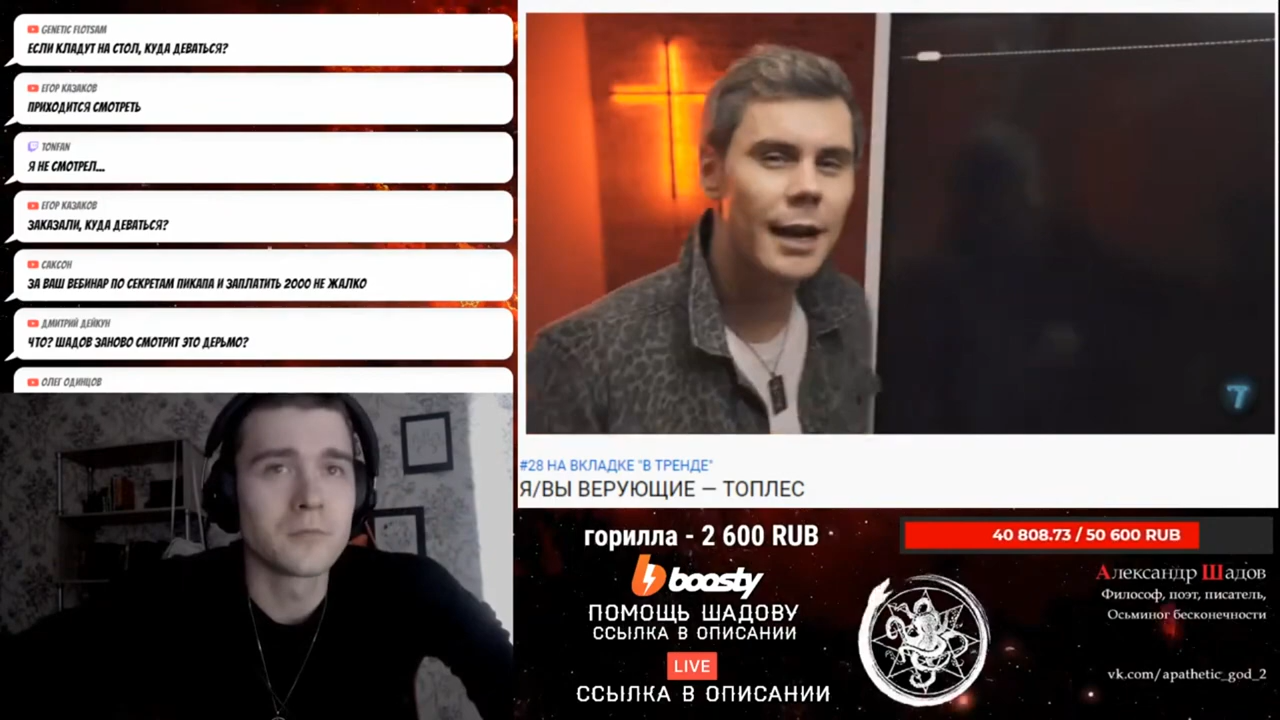 GENETIC FLOTSAM
ЕСЛИ КЛАДУТ НА СТОЛ, КУДА ДЕВАТЬСЯ?
ЕГОР КАЗАКОВ
ПРИХОДИТСЯ СМОТРЕТЬ
TONFAN
Я НЕ СМОТРЕЛ...
ЕГОР КАЗАКОВ
ЗАКАЗАЛИ, КУДА ДЕВАТЬСЯ?
САКСОН
ЗА ВАШ ВЕБИНАР ПО СЕКРЕТАМ ПИКАПА И ЗАПЛАТИТЬ 2000 НЕ ЖАЛКО
ДМИТРИЙ ДЕЙКУН
ЧТО? ШАДОВ ЗАНОВО СМОТРИТ ЭТО ДЕРЬМО?
ОЛЕГ ОДИНЦОВ
#28 НА ВКЛАДКЕ "В ТРЕНДЕ"
Я/ВЫ ВЕРУЮЩИЕ — ТОПЛЕС
горилла - 2 600 RUB
boosty
ПОМОЩЬ ШАДОВУ
ССЫЛКА В ОПИСАНИИ
LIVE
ССЫЛКА В ОПИСАНИИ
40 808.73 / 50 600 RUB
Александр Шадов
Философ, поэт, писатель,
Осьминог бесконечности
vk.com/apathetic_god_2